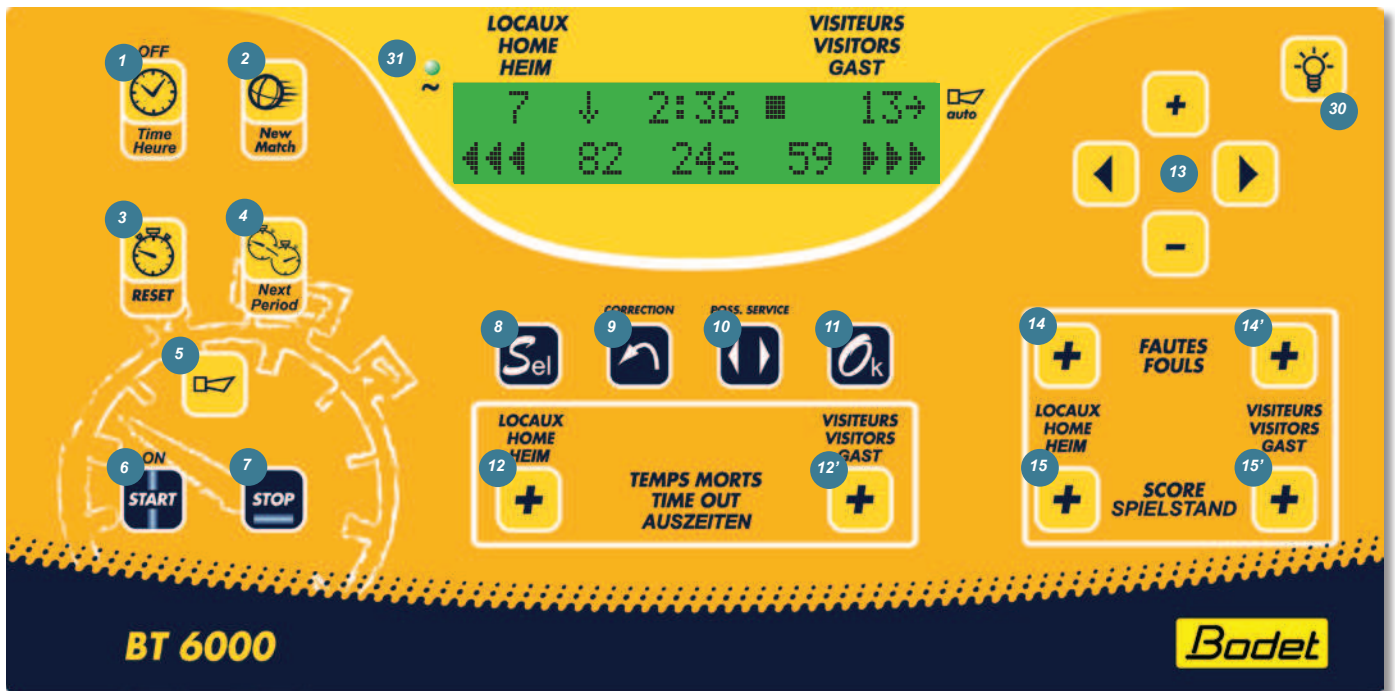 LOCAUX
HOME
HEIM
VISITEURS
VISITORS
GAST
OFF
1
2
31
~
7 ↓ 2:36 ■ 13→
auto
82 24s 59
30
Time
Heure
New
Match
13
3
4
RESET
Next
Period
CORRECTION
POSS. SERVICE
8
9
10
11
Sel
Ok
5
14
14’
FAUTES
FOULS
LOCAUX
HOME
HEIM
VISITEURS
VISITORS
GAST
LOCAUX
HOME
HEIM
VISITEURS
VISITORS
GAST
6
ON
7
START
STOP
12
12’
TEMPS MORTS
TIME OUT
AUSZEITEN
15
15’
SCORE
SPIELSTAND
BT 6000
Bodet